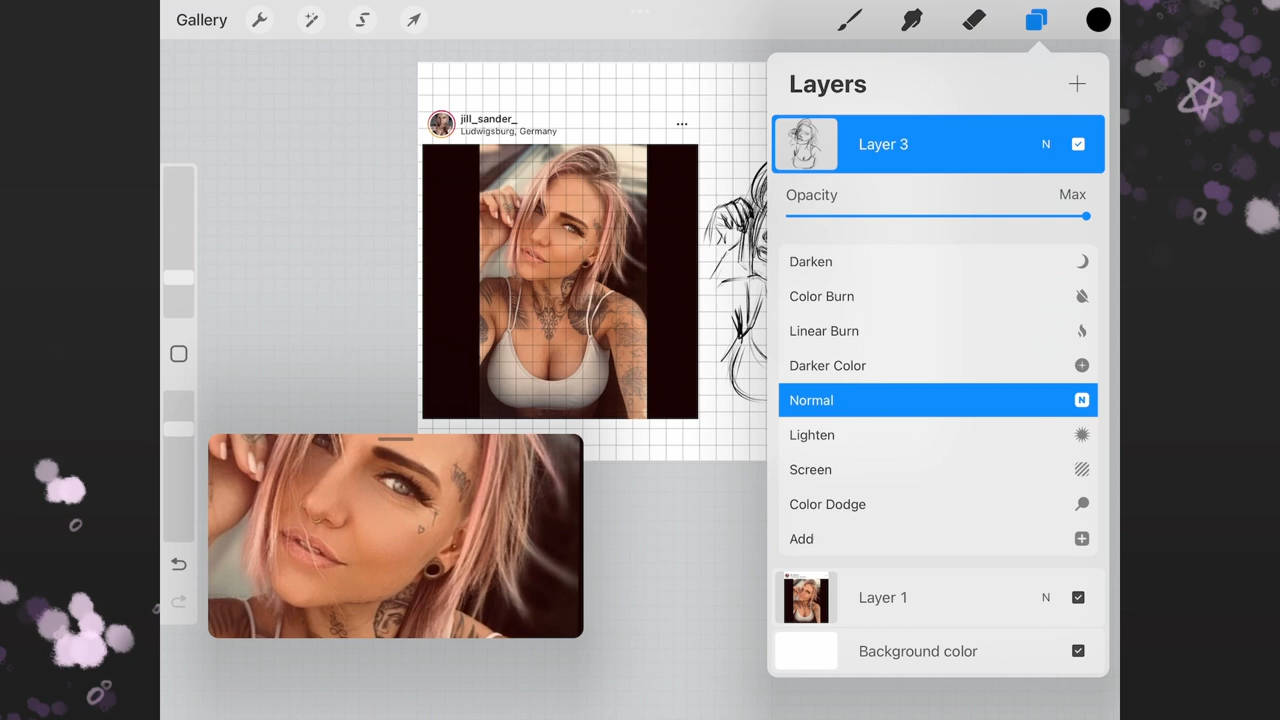 Gallery
jill_sander_
Ludwigsburg, Germany
Layers
Layer 3 N
Opacity Max
Darken
Color Burn
Linear Burn
Darker Color
Normal N
Lighten
Screen
Color Dodge
Add
Layer 1 N
Background color